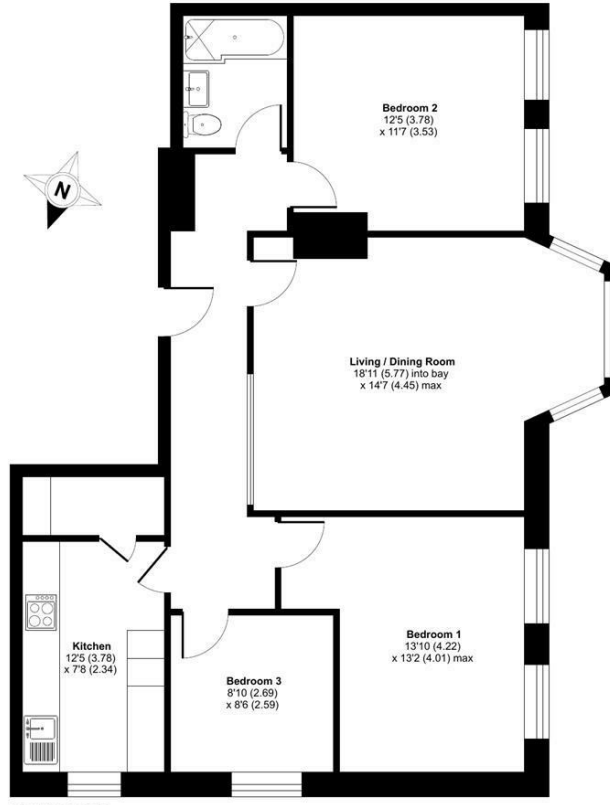 Bedroom 2
12'5 (3.78)
x 11'7 (3.53)
N
Living / Dining Room
18'11 (5.77) into bay
x 14'7 (4.45) max
Bedroom 1
13'10 (4.22)
x 13'2 (4.01) max
Kitchen
12'5 (3.78)
x 7'8 (2.34)
Bedroom 3
8'10 (2.69)
x 8'6 (2.59)